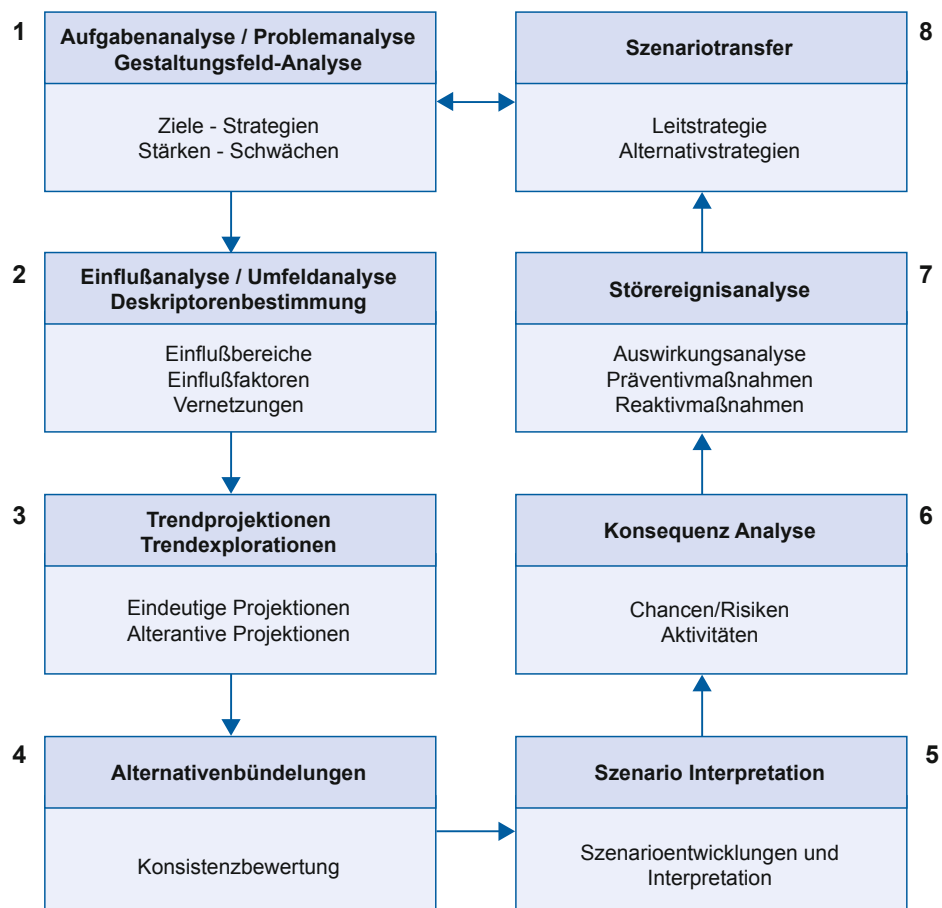 1
Aufgabenanalyse / Problemanalyse
Gestaltungsfeld-Analyse
Ziele - Strategien
Stärken - Schwächen
2
Einflußanalyse / Umfeldanalyse
Deskriptorenbestimmung
Einflußbereiche
Einflußfaktoren
Vernetzungen
3
Trendprojektionen
Trendexplorationen
Eindeutige Projektionen
Alterantive Projektionen
4
Alternativenbündelungen
Konsistenzbewertung
5
Szenario Interpretation
Szenarioentwicklungen und
Interpretation
6
Konsequenz Analyse
Chancen/Risiken
Aktivitäten
7
Störereignisanalyse
Auswirkungsanalyse
Präventivmaßnahmen
Reaktivmaßnahmen
8
Szenariotransfer
Leitstrategie
Alternativstrategien